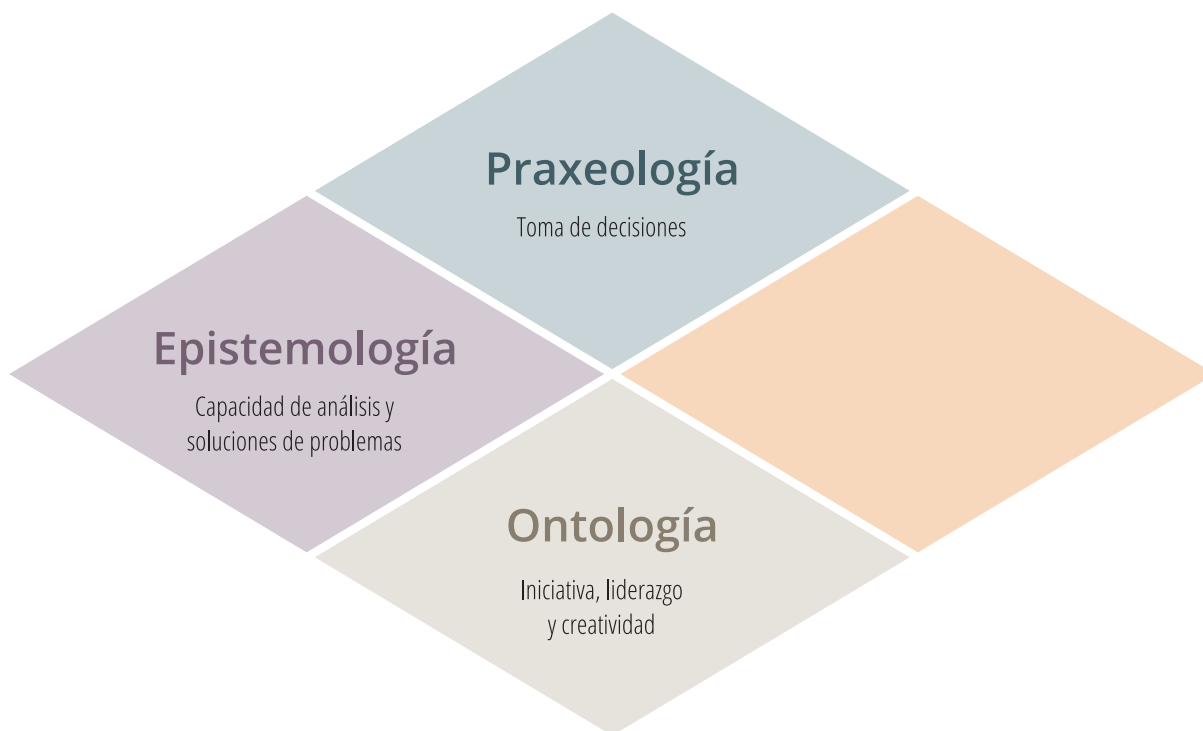 Praxeología
Toma de decisiones
Epistemología
Capacidad de análisis y
soluciones de problemas
Ontología
Iniciativa, liderazgo
y creatividad